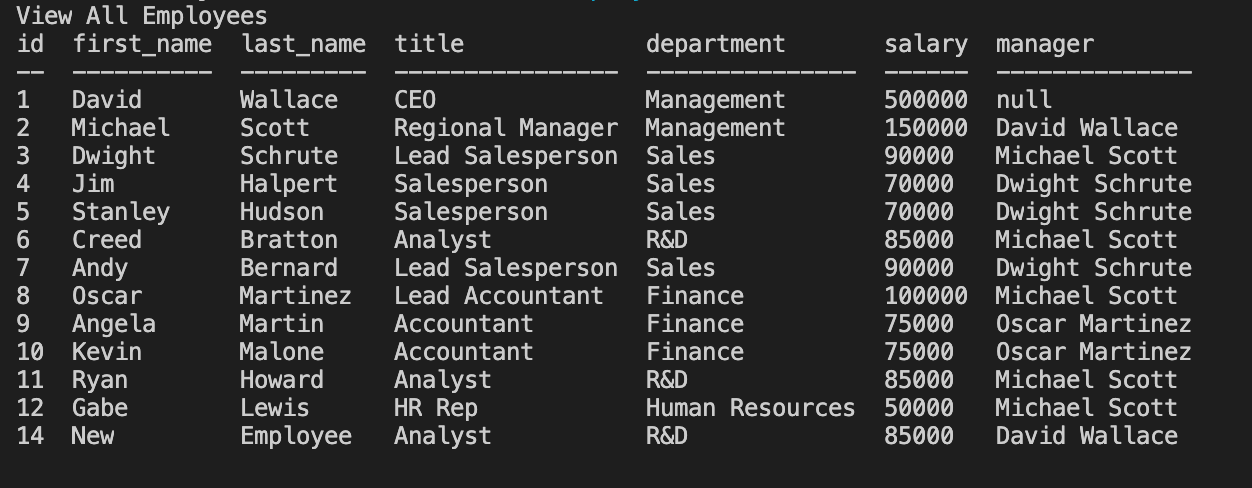 View All Employees
id  first_name  last_name  title             department       salary  manager
--  ----------  ---------  ----------------  ---------------  ------  --------------
1   David       Wallace    CEO               Management       500000  null
2   Michael     Scott      Regional Manager  Management       150000  David Wallace
3   Dwight      Schrute    Lead Salesperson  Sales            90000   Michael Scott
4   Jim         Halpert    Salesperson       Sales            70000   Dwight Schrute
5   Stanley     Hudson     Salesperson       Sales            70000   Dwight Schrute
6   Creed       Bratton    Analyst           R&D              85000   Michael Scott
7   Andy        Bernard    Lead Salesperson  Sales            90000   Dwight Schrute
8   Oscar       Martinez   Lead Accountant   Finance          100000  Michael Scott
9   Angela      Martin     Accountant        Finance          75000   Oscar Martinez
10  Kevin       Malone     Accountant        Finance          75000   Oscar Martinez
11  Ryan        Howard     Analyst           R&D              85000   Michael Scott
12  Gabe        Lewis      HR Rep            Human Resources  50000   Michael Scott
14  New         Employee   Analyst           R&D              85000   David Wallace